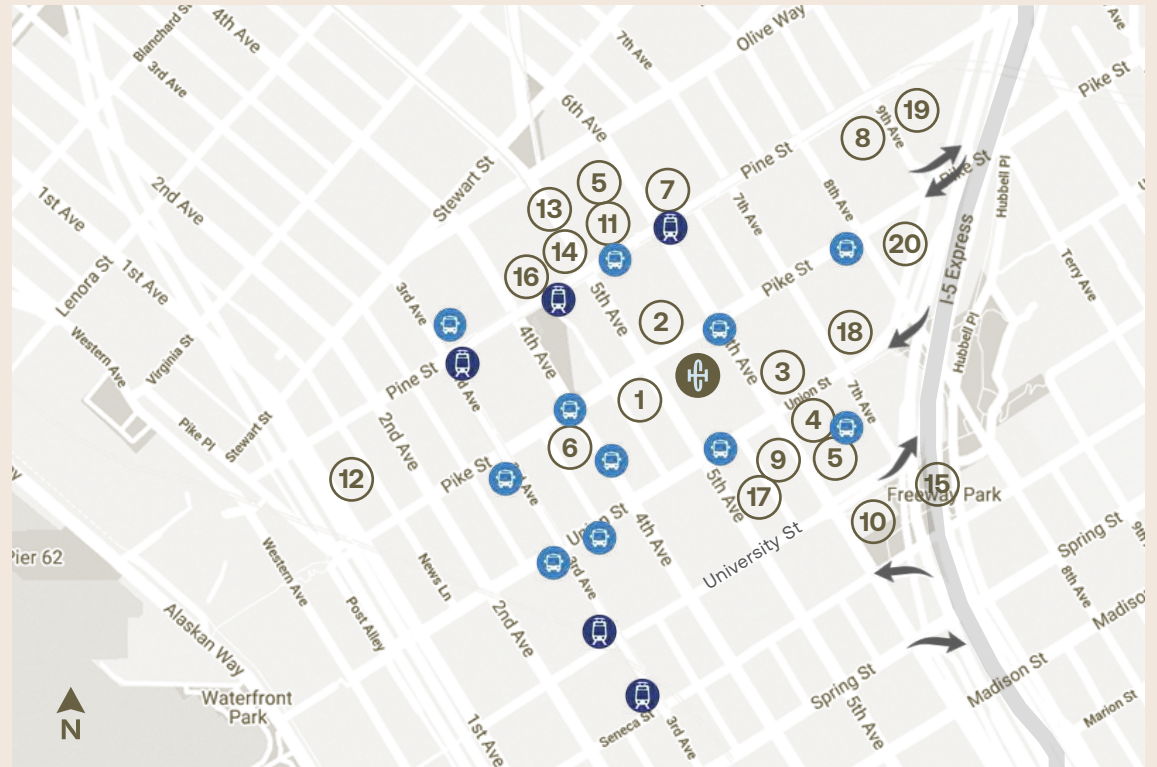 Blanchard St
4th Ave
3rd Ave
7th Ave
Olive Way
Ave
Pike St
6th Ave
Stewart St
Pine St
9th Ave
19
8
Pike St
Hubbell Pl
1st Ave
2nd Ave
5
7
13
11
14
16
7th Ave
8th Ave
20
I-5 Express
Terry Ave
Lenora St
1st Ave
3rd Ave
5th Ave
Pike St
2
Western Ave
Virginia St
4th Ave
18
Hubbell Pl
Pine St
3
1
Union St
7th Ave
4
Pike Pl
Stewart St
2nd Ave
6
9
5
12
Pike St
5th Ave
17
15
Freeway Park
10
Union St
4th Ave
University St
Spring St
Pier 62
Western Ave
News Ln
3rd Ave
8th Ave
Alaskan Way
Post Alley
2nd Ave
Spring St
Madison St
Marion St
Waterfront
Park
N
1st Ave
Seneca St
3rd Ave
5th Ave